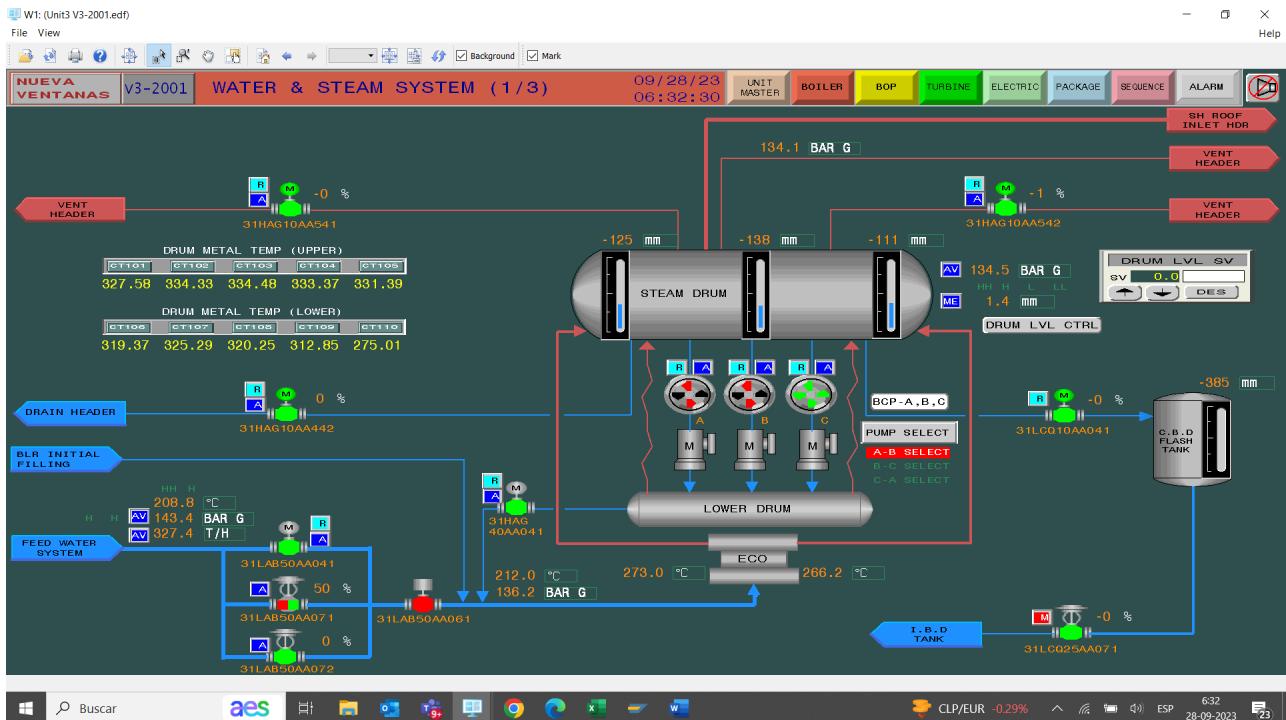 W1: (Unit3 V3-2001.edf)
File View Help
Background Mark
NUEVA VENTANAS V3-2001 WATER & STEAM SYSTEM (1/3) 09/28/23 06:32:30 UNIT MASTER BOILER BOP TURBINE ELECTRIC PACKAGE SEQUENCE ALARM
SH ROOF INLET HDR
134.1 BAR G
VENT HEADER
R A M -0 %
31HAG10AA541
VENT HEADER
R A M -1 %
31HAG10AA542
VENT HEADER
-125 mm -138 mm -111 mm
DRUM METAL TEMP (UPPER)
CT101 CT102 CT103 CT104 CT105
327.58 334.33 334.48 333.37 331.39
DRUM METAL TEMP (LOWER)
CT106 CT107 CT108 CT109 CT110
319.37 325.29 320.25 312.85 275.01
STEAM DRUM
AV 134.5 BAR G
HH H L LL
ME 1.4 mm
DRUM LVL SV
SV 0.0
DES
DRUM LVL CTRL
R A R A R A
A B C
M M M
BCP-A,B,C
PUMP SELECT
A-B SELECT
B-C SELECT
C-A SELECT
DRAIN HEADER
R A M 0 %
31HAG10AA442
R M -0 %
31LCQ10AA041
-385 mm
C.B.D FLASH TANK
BLR INITIAL FILLING
R A M
31HAG 40AA041
LOWER DRUM
HH H
208.8 °C
H H AV 143.4 BAR G
AV 327.4 T/H
FEED WATER SYSTEM
M R A
31LAB50AA041
A 50 %
31LAB50AA071
31LAB50AA061
A 0 %
31LAB50AA072
212.0 °C
136.2 BAR G
273.0 °C
ECO
266.2 °C
I.B.D TANK
M -0 %
31LCQ25AA071
Buscar
aes
9+
CLP/EUR -0.29%
ESP
6:32
28-09-2023
23